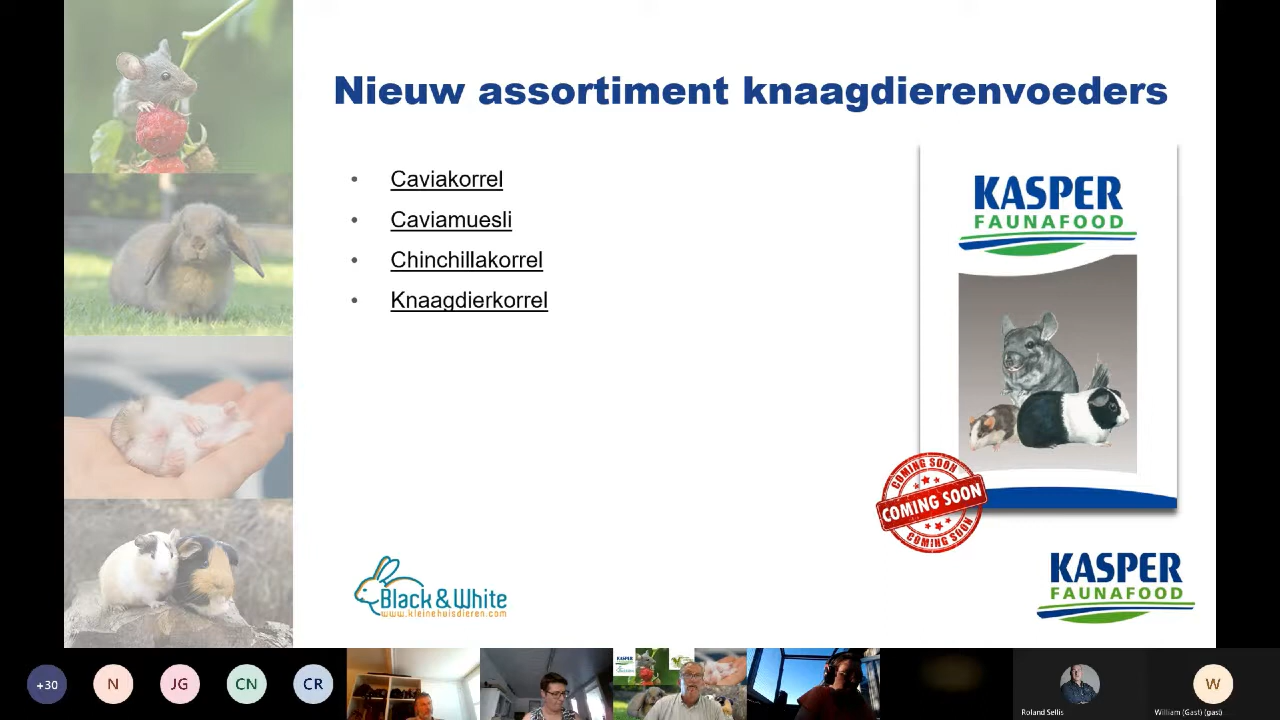 Nieuw assortiment knaagdierenvoeders
• Caviakorrel
• Caviamuesli
• Chinchillakorrel
• Knaagdierkorrel
KASPER
FAUNAFOOD
COMING SOON
COMING SOON
COMING SOON
Black & White
www.kleinehuisdieren.com
KASPER
FAUNAFOOD
+30
N
JG
CN
CR
KASPER
W
Roland Sellis
William (Gast) (gast)